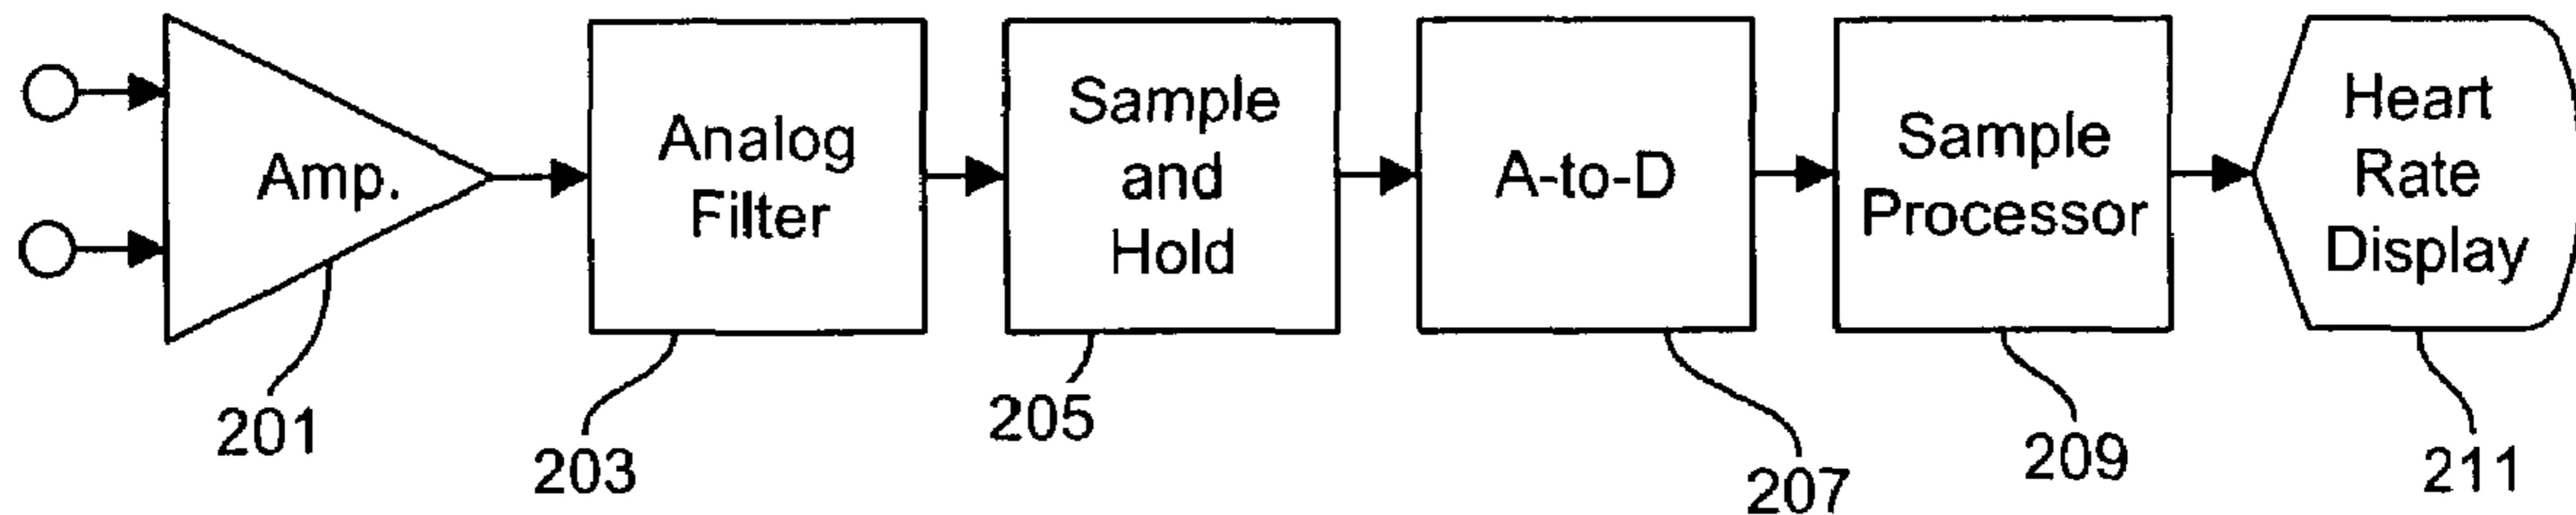 Amp.
Analog
Filter
Sample
and
Hold
A-to-D
Sample
Processor
Heart
Rate
Display
201
203
205
207
209
211